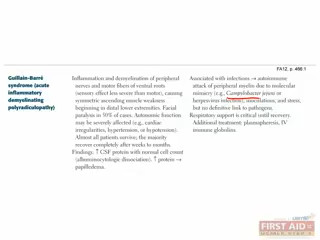 FA12, p. 466.1
Guillain-Barré
syndrome (acute
inflammatory
demyelinating
polyradiculopathy)
Inflammation and demyelination of peripheral
nerves and motor fibers of ventral roots
(sensory effect less severe than motor), causing
symmetric ascending muscle weakness
beginning in distal lower extremities. Facial
paralysis in 50% of cases. Autonomic function
may be severely affected (e.g., cardiac
irregularities, hypertension, or hypotension).
Almost all patients survive; the majority
recover completely after weeks to months.
Findings: ↑ CSF protein with normal cell count
(albuminocytologic dissociation). ↑ protein →
papilledema.
Associated with infections → autoimmune
attack of peripheral myelin due to molecular
mimicry (e.g., Campylobacter jejuni or
herpesvirus infection), inoculations, and stress,
but no definitive link to pathogens.
Respiratory support is critical until recovery.
Additional treatment: plasmapheresis, IV
immune globulins.
FIRST AID